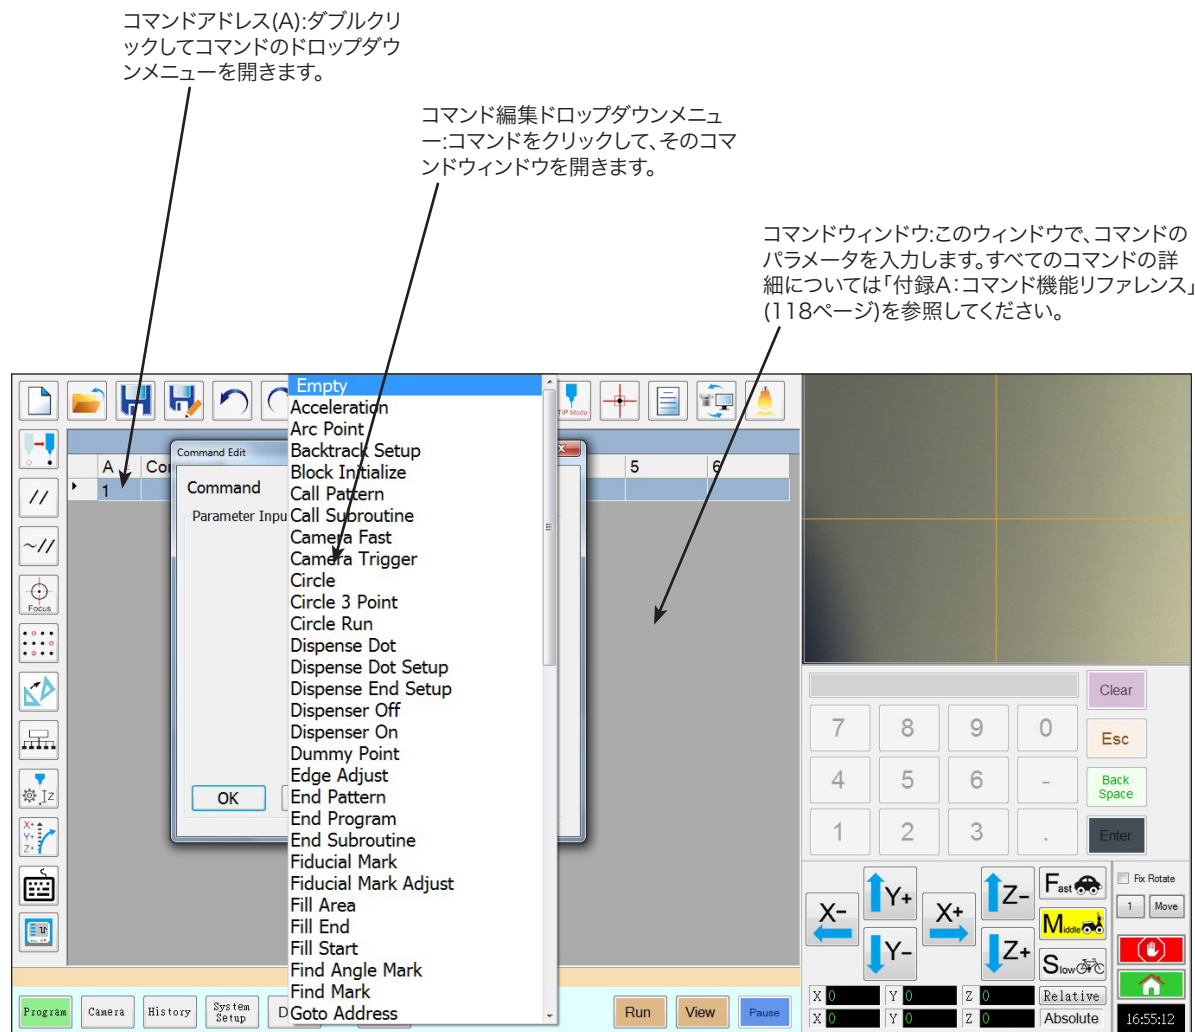 コマンドアドレス(A):ダブルクリ
ックしてコマンドのドロップダウ
ンメニューを開きます。
コマンド編集ドロップダウンメニュ
ー:コマンドをクリックして、そのコマ
ンドウィンドウを開きます。
コマンドウィンドウ:このウィンドウで、コマンドの
パラメータを入力します。すべてのコマンドの詳
細については「付録A：コマンド機能リファレンス」
(118ページ)を参照してください。
TIP Mode
Focus
Iz
X+
Y+
Z+
A
5
6
1
Command Edit
Command
Parameter Inpu
OK
Empty
Acceleration
Arc Point
Backtrack Setup
Block Initialize
Call Pattern
Call Subroutine
Camera Fast
Camera Trigger
Circle
Circle 3 Point
Circle Run
Dispense Dot
Dispense Dot Setup
Dispense End Setup
Dispenser Off
Dispenser On
Dummy Point
Edge Adjust
End Pattern
End Program
End Subroutine
Fiducial Mark
Fiducial Mark Adjust
Fill Area
Fill End
Fill Start
Find Angle Mark
Find Mark
Goto Address
Clear
7 8 9 0
Esc
4 5 6 -
Back
Space
1 2 3 .
Enter
X-
Y+
Y-
X+
Z-
Z+
Fast
Middle
Slow
Fix Rotate
1
Move
X 0 Y 0 Z 0 Relative
X 0 Y 0 Z 0 Absolute
16:55:12
Program
Camera
History
System
Setup
D
Run
View
Pause